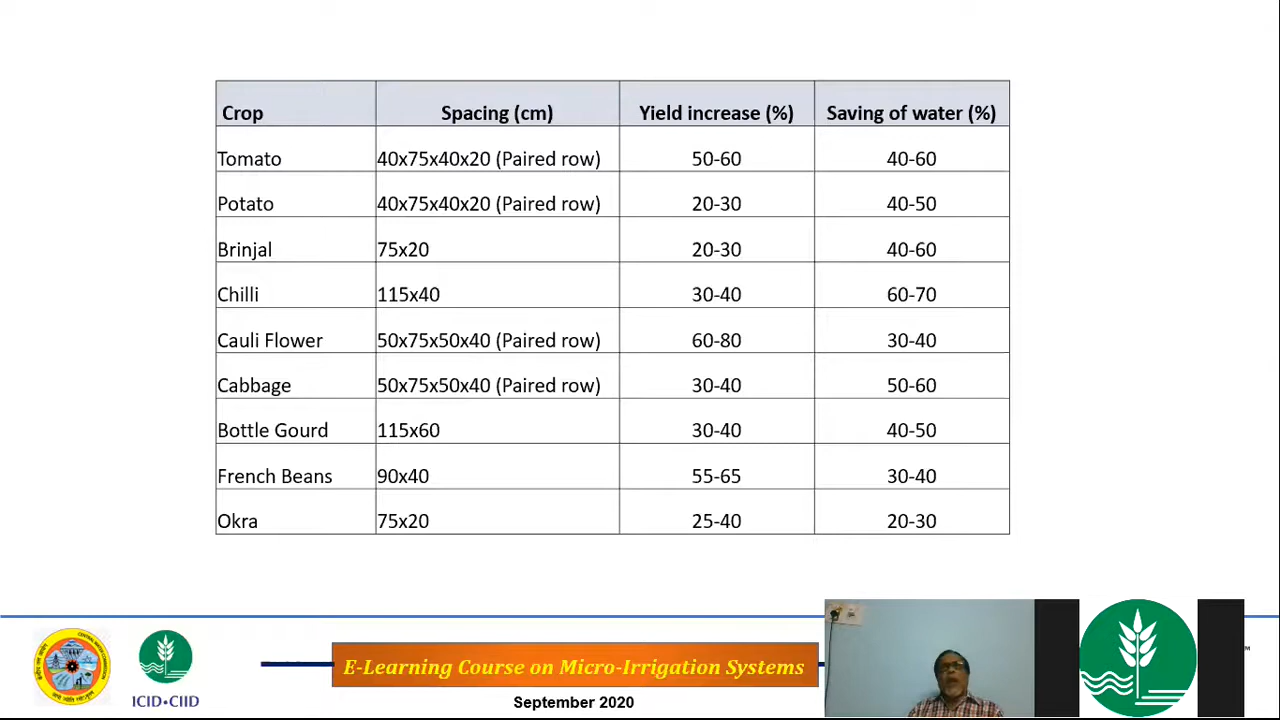 Crop Spacing (cm) Yield increase (%) Saving of water (%)
Tomato 40x75x40x20 (Paired row) 50-60 40-60
Potato 40x75x40x20 (Paired row) 20-30 40-50
Brinjal 75x20 20-30 40-60
Chilli 115x40 30-40 60-70
Cauli Flower 50x75x50x40 (Paired row) 60-80 30-40
Cabbage 50x75x50x40 (Paired row) 30-40 50-60
Bottle Gourd 115x60 30-40 40-50
French Beans 90x40 55-65 30-40
Okra 75x20 25-40 20-30
ICID•CIID
E-Learning Course on Micro-Irrigation Systems
September 2020